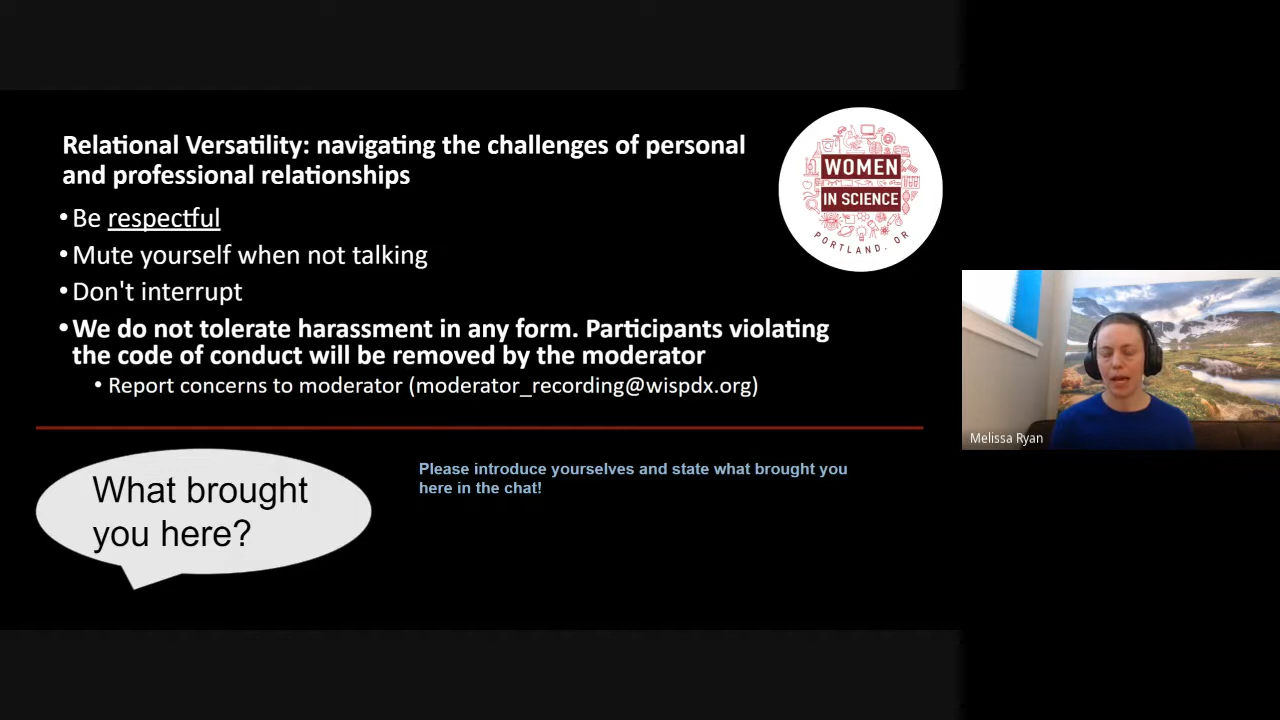 Relational Versatility: navigating the challenges of personal
and professional relationships
• Be respectful
• Mute yourself when not talking
• Don't interrupt
• We do not tolerate harassment in any form. Participants violating
the code of conduct will be removed by the moderator
• Report concerns to moderator (moderator_recording@wispdx.org)
WOMEN
IN SCIENCE
PORTLAND, OR
What brought
you here?
Please introduce yourselves and state what brought you
here in the chat!
Melissa Ryan